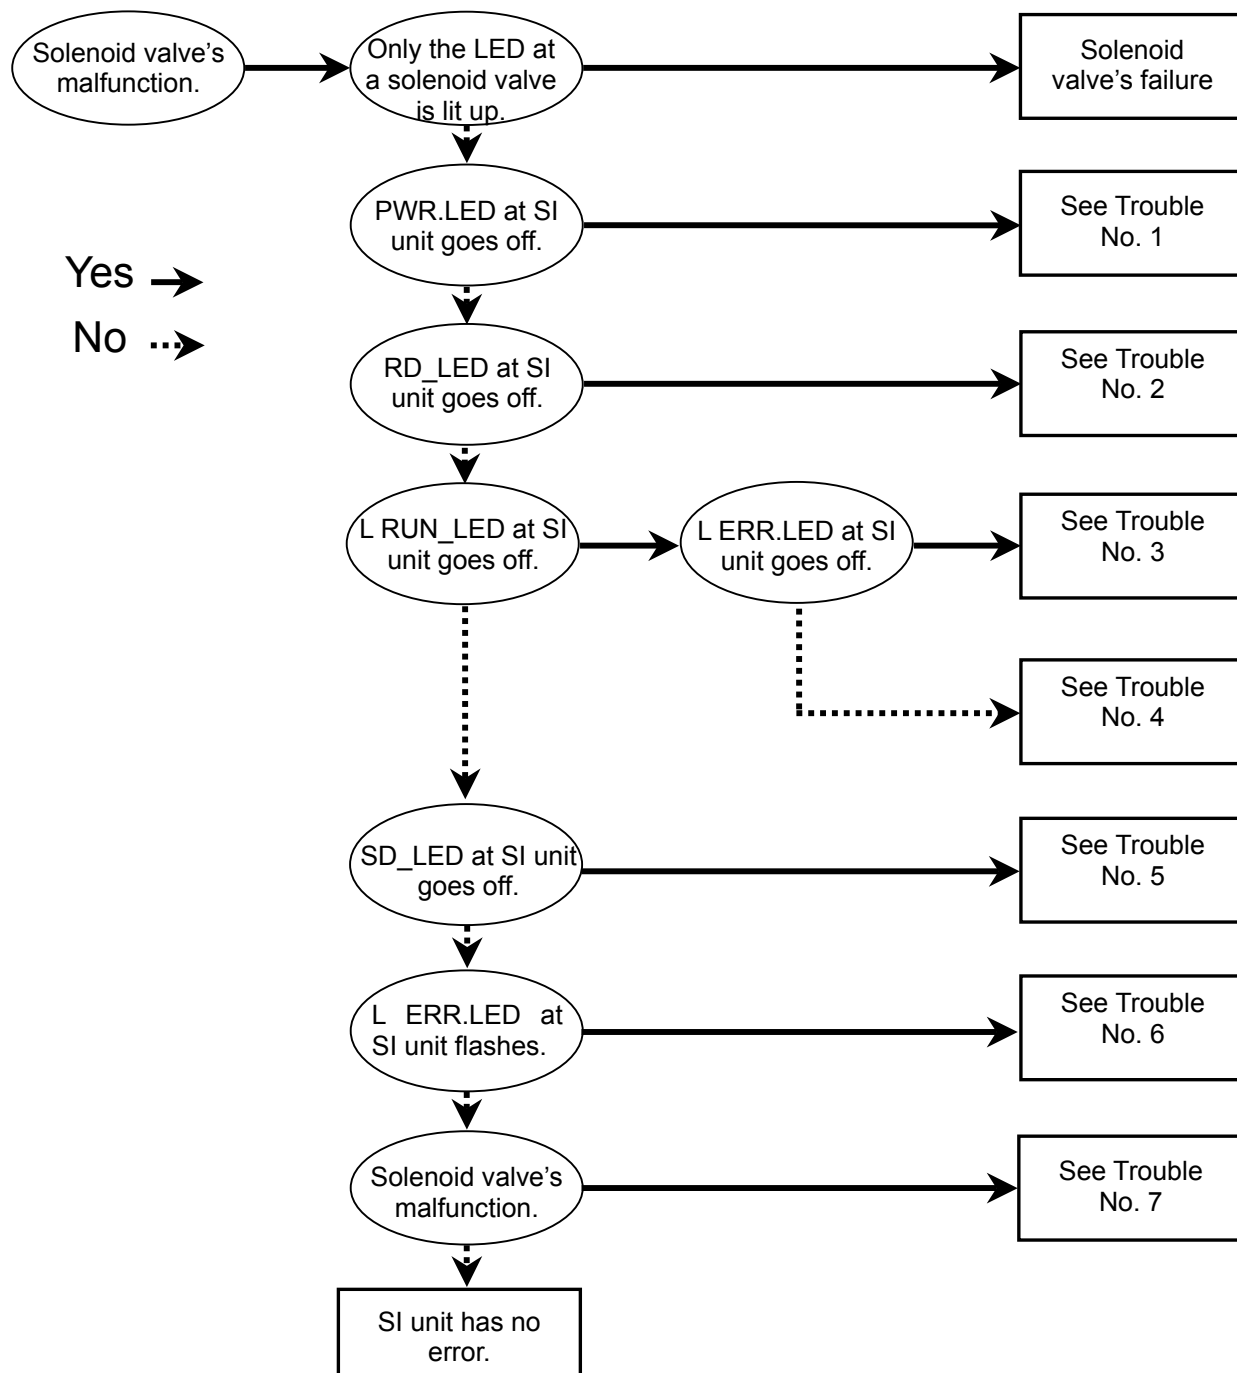 Solenoid valve's
malfunction.
Only the LED at
a solenoid valve
is lit up.
Solenoid
valve's failure
PWR.LED at SI
unit goes off.
See Trouble
No. 1
Yes
No
RD_LED at SI
unit goes off.
See Trouble
No. 2
L RUN_LED at SI
unit goes off.
L ERR.LED at SI
unit goes off.
See Trouble
No. 3
See Trouble
No. 4
SD_LED at SI unit
goes off.
See Trouble
No. 5
L ERR.LED at
SI unit flashes.
See Trouble
No. 6
Solenoid valve's
malfunction.
See Trouble
No. 7
SI unit has no
error.